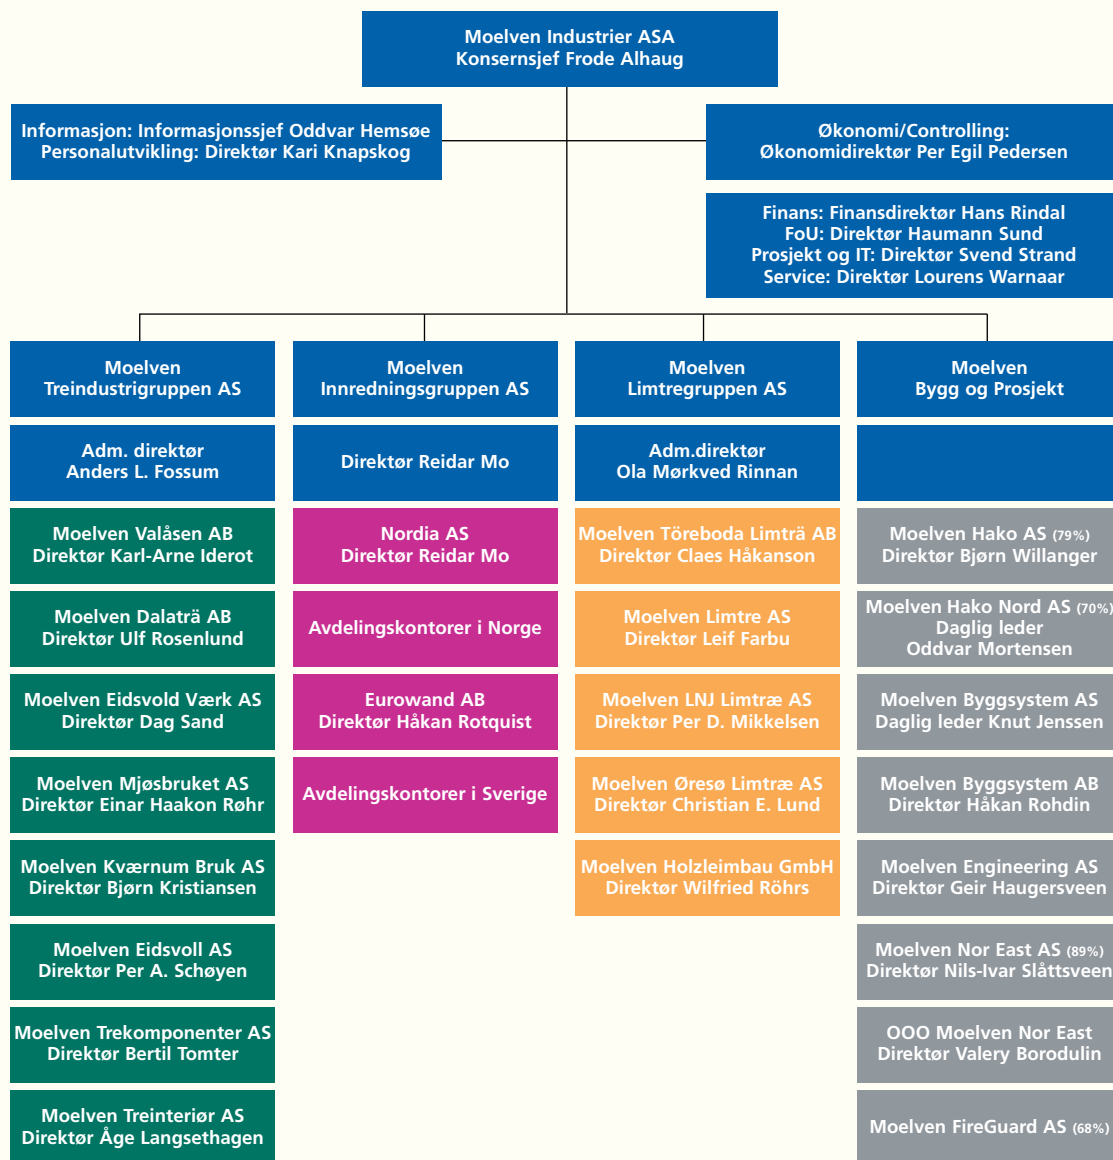 Moelven Industrier ASA
Konsernsjef Frode Alhaug
Informasjon: Informasjonssjef Oddvar Hemsøe
Personalutvikling: Direktør Kari Knapskog
Økonomi/Controlling:
Økonomidirektør Per Egil Pedersen
Finans: Finansdirektør Hans Rindal
FoU: Direktør Haumann Sund
Prosjekt og IT: Direktør Svend Strand
Service: Direktør Lourens Warnaar
Moelven
Treindustrigruppen AS
Adm. direktør
Anders L. Fossum
Moelven Valåsen AB
Direktør Karl-Arne Iderot
Moelven Dalaträ AB
Direktør Ulf Rosenlund
Moelven Eidsvold Værk AS
Direktør Dag Sand
Moelven Mjøsbruket AS
Direktør Einar Haakon Røhr
Moelven Kværnum Bruk AS
Direktør Bjørn Kristiansen
Moelven Eidsvoll AS
Direktør Per A. Schøyen
Moelven Trekomponenter AS
Direktør Bertil Tomter
Moelven Treinteriør AS
Direktør Åge Langsethagen
Moelven
Innredningsgruppen AS
Direktør Reidar Mo
Nordia AS
Direktør Reidar Mo
Avdelingskontorer i Norge
Eurowand AB
Direktør Håkan Rotquist
Avdelingskontorer i Sverige
Moelven
Limtregruppen AS
Adm.direktør
Ola Mørkved Rinnan
Moelven Töreboda Limträ AB
Direktør Claes Håkanson
Moelven Limtre AS
Direktør Leif Farbu
Moelven LNJ Limtræ AS
Direktør Per D. Mikkelsen
Moelven Øresø Limtræ AS
Direktør Christian E. Lund
Moelven Holzleimbau GmbH
Direktør Wilfried Röhrs
Moelven
Bygg og Prosjekt
Moelven Hako AS (79%)
Direktør Bjørn Willanger
Moelven Hako Nord AS (70%)
Daglig leder
Oddvar Mortensen
Moelven Byggsystem AS
Daglig leder Knut Jenssen
Moelven Byggsystem AB
Direktør Håkan Rohdin
Moelven Engineering AS
Direktør Geir Haugersveen
Moelven Nor East AS (89%)
Direktør Nils-Ivar Slåttsveen
OOO Moelven Nor East
Direktør Valery Borodulin
Moelven FireGuard AS (68%)